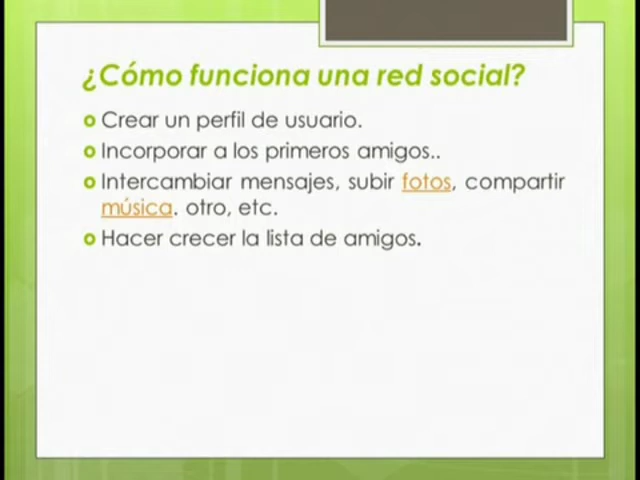 ¿Cómo funciona una red social?
Crear un perfil de usuario.
Incorporar a los primeros amigos..
Intercambiar mensajes, subir fotos, compartir
música. otro, etc.
Hacer crecer la lista de amigos.